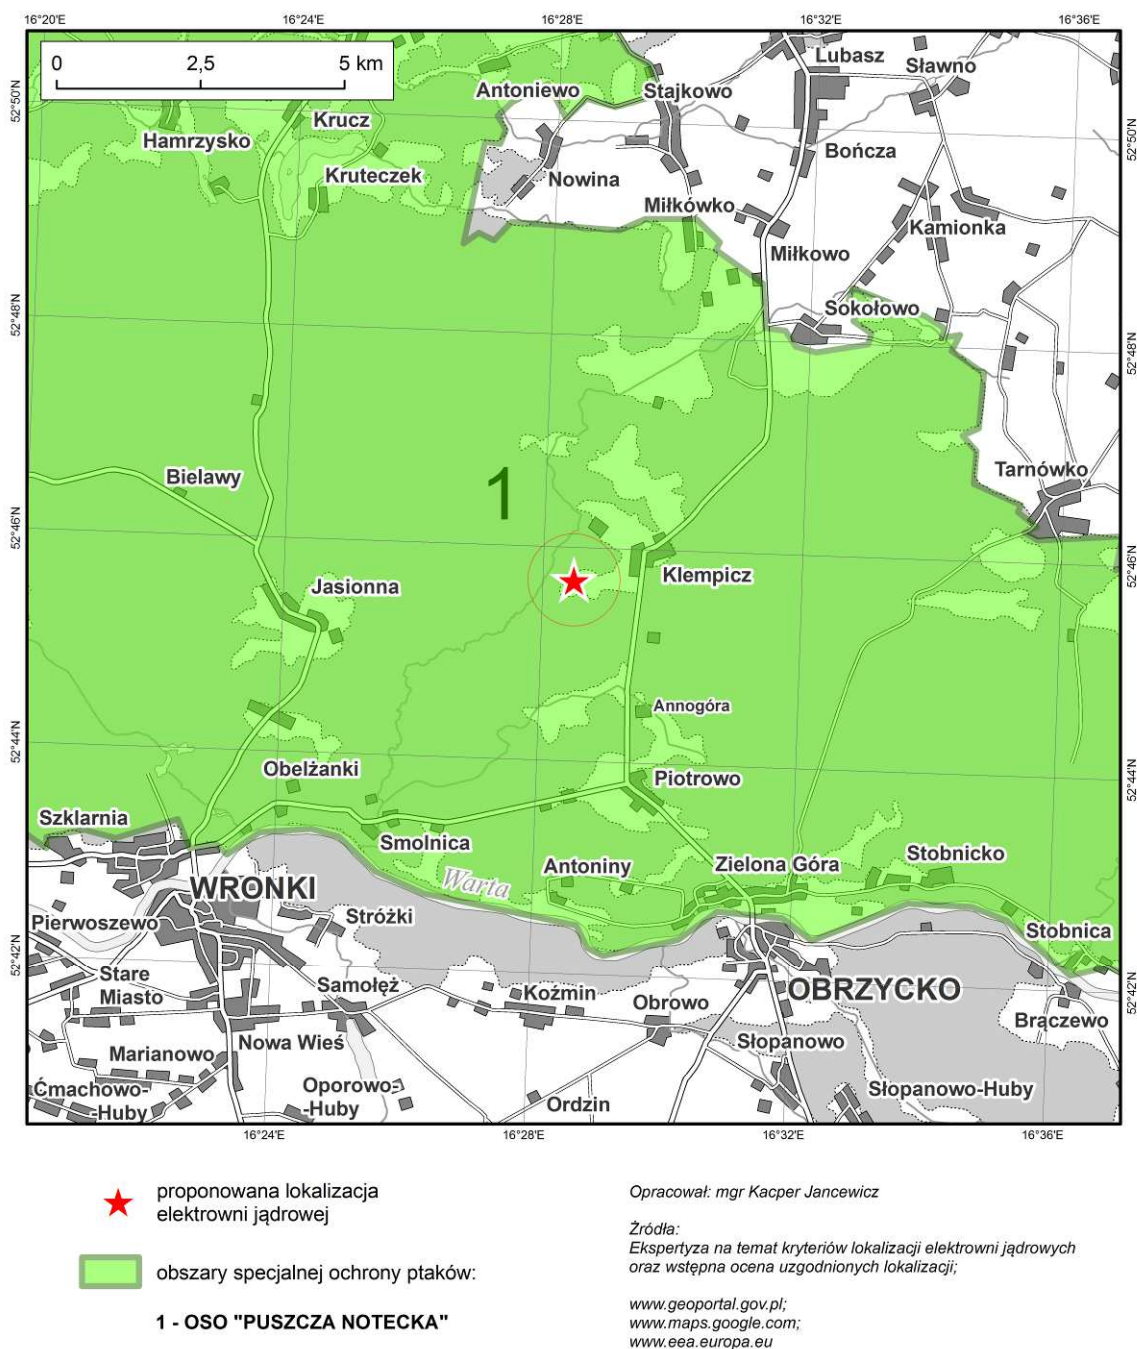 16°20'E 16°24'E 16°28'E 16°32'E 16°36'E
0 2,5 5 km
Lubasz
Sławno
52°50'N
Antoniewo
Stajkowo
Krucz
Hamrzysko
52°50'N
Bończa
Kruteczek
Nowina
Miłkówko
Kamionka
Miłkowo
52°48'N
Sokołowo
52°48'N
Tarnówko
Bielawy
1
52°46'N
52°46'N
Klempicz
Jasionna
Annogóra
52°44'N
52°44'N
Obelżanki
Piotrowo
Szklarnia
Smolnica
Antoniny
Zielona Góra
Stobnicko
WRONKI
Warta
Pierwoszewo
Stróżki
Stobnica
52°42'N
52°42'N
Stare
Miasto
Samołęż
Koźmin
Obrowo
OBRZYCKO
Brączewo
Marianowo
Nowa Wieś
Słopanowo
Ćmachowo-
-Huby
Oporowo-
-Huby
Ordzin
Słopanowo-Huby
16°24'E 16°28'E 16°32'E 16°36'E
proponowana lokalizacja
elektrowni jądrowej
obszary specjalnej ochrony ptaków:
1 - OSO "PUSZCZA NOTECKA"
Opracował: mgr Kacper Jancewicz
Żródła:
Ekspertyza na temat kryteriów lokalizacji elektrowni jądrowych
oraz wstępna ocena uzgodnionych lokalizacji;
www.geoportal.gov.pl;
www.maps.google.com;
www.eea.europa.eu